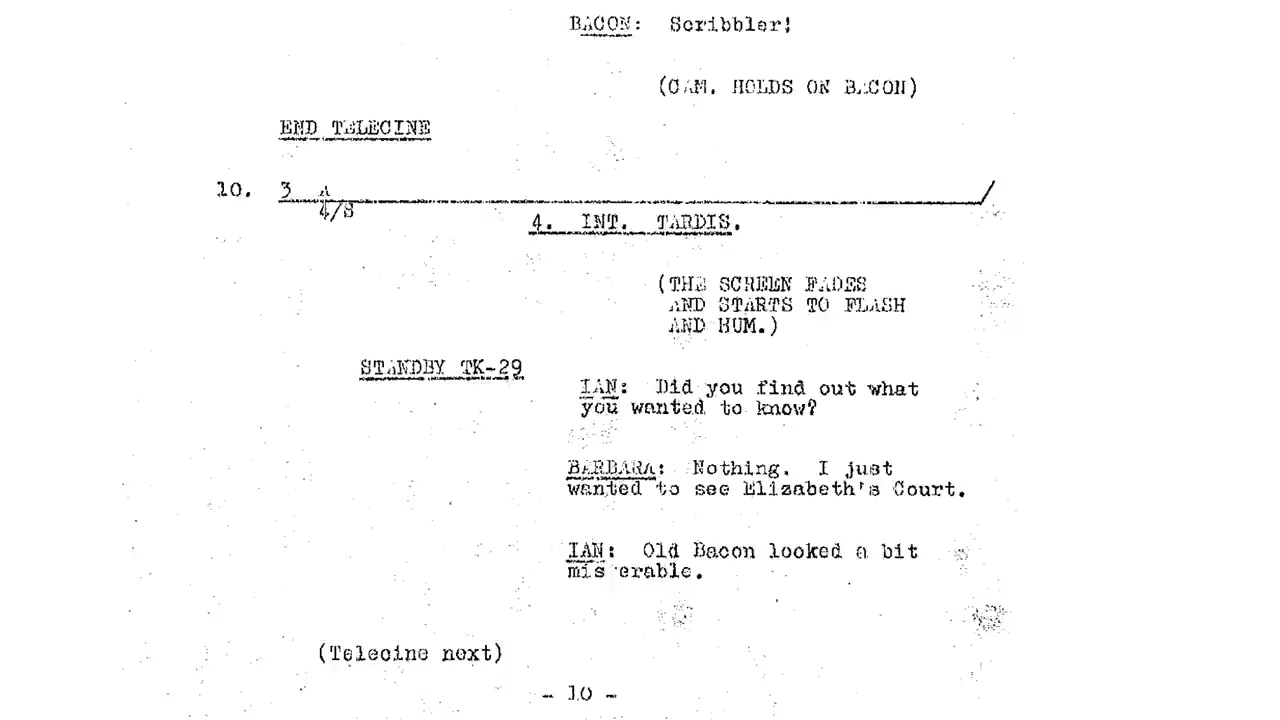 BACON: Scribbler!
(CAM. HOLDS ON BACON)
END TELECINE
10. 3 A
4/S
4. INT. TARDIS.
(THE SCREEN FADES
AND STARTS TO FLASH
AND HUM.)
STANDBY TK-29
IAN: Did you find out what
you wanted to know?
BARBARA: Nothing. I just
wanted to see Elizabeth's Court.
IAN: Old Bacon looked a bit
mis erable.
(Telecine next)
- 10 -